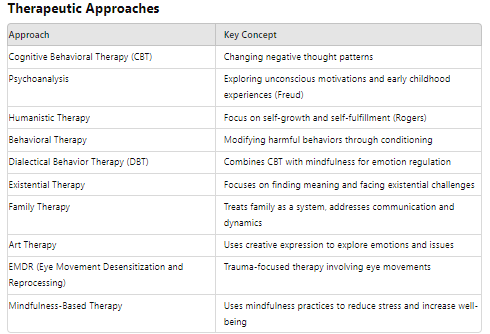 Therapeutic Approaches
Approach Key Concept
Cognitive Behavioral Therapy (CBT) Changing negative thought patterns
Psychoanalysis Exploring unconscious motivations and early childhood
experiences (Freud)
Humanistic Therapy Focus on self-growth and self-fulfillment (Rogers)
Behavioral Therapy Modifying harmful behaviors through conditioning
Dialectical Behavior Therapy (DBT) Combines CBT with mindfulness for emotion regulation
Existential Therapy Focuses on finding meaning and facing existential challenges
Family Therapy Treats family as a system, addresses communication and
dynamics
Art Therapy Uses creative expression to explore emotions and issues
EMDR (Eye Movement Desensitization and Trauma-focused therapy involving eye movements
Reprocessing)
Mindfulness-Based Therapy Uses mindfulness practices to reduce stress and increase well-
being